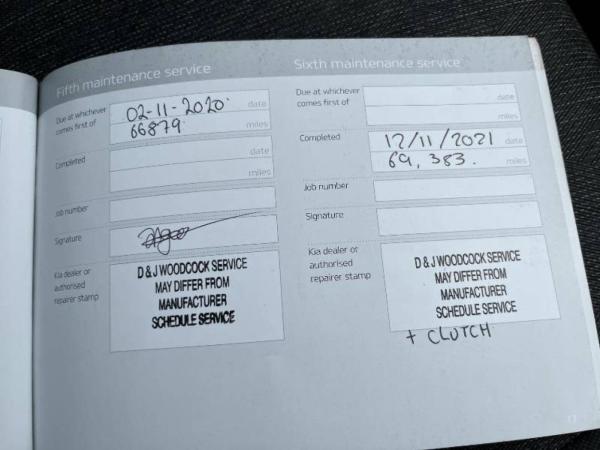 Fifth maintenance service
Due at whichever
comes first of
02-11-2020 date
66879 miles
Completed
date
miles
Job number
Signature
Kia dealer or
authorised
repairer stamp
D & J WOODCOCK SERVICE
MAY DIFFER FROM
MANUFACTURER
SCHEDULE SERVICE
Sixth maintenance service
Due at whichever
comes first of
date
miles
Completed
12/11/2021 date
69,383. miles
Job number
Signature
Kia dealer or
authorised
repairer stamp
D & J WOODCOCK SERVICE
MAY DIFFER FROM
MANUFACTURER
SCHEDULE SERVICE
+ CLUTCH